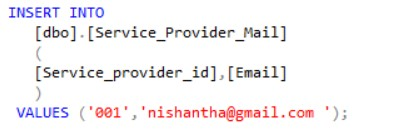 INSERT INTO
[dbo].[Service_Provider_Mail]
(
[Service_provider_id],[Email]
)
VALUES ('001','nishantha@gmail.com ');